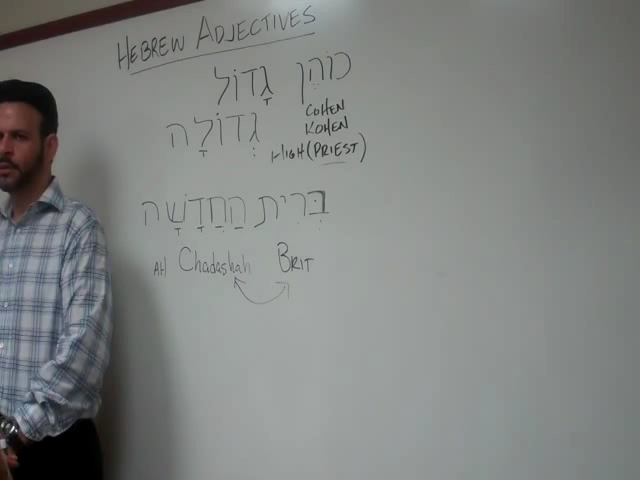 HEBREW ADJECTIVES
כּוֹהֵן גָדוֹל
COHEN
KOHEN
HIGH (PRIEST)
גְדוֹלָה
בְּרִית הַחֲדָשָׁה
AH Chadashah BRIT